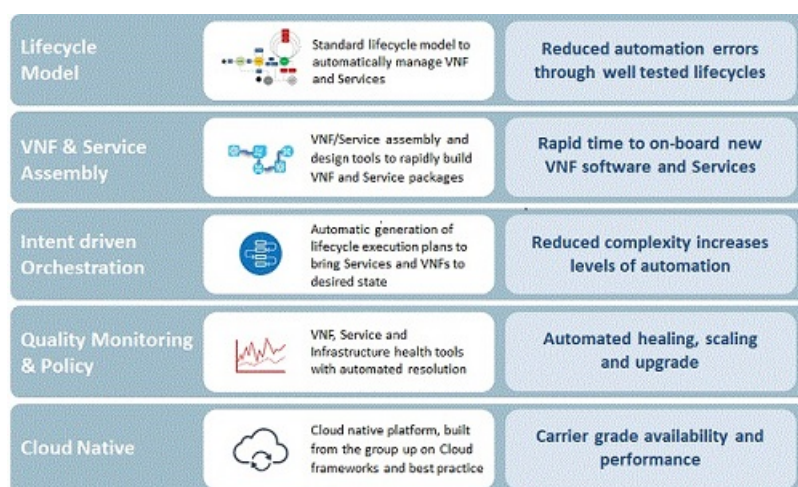 Lifecycle
Model
Standard lifecycle model to
automatically manage VNF
and Services
Reduced automation errors
through well tested lifecycles
VNF & Service
Assembly
VNF/Service assembly and
design tools to rapidly build
VNF and Service packages
Rapid time to on-board new
VNF software and Services
Intent driven
Orchestration
Automatic generation of
lifecycle execution plans to
bring Services and VNFs to
desired state
Reduced complexity increases
levels of automation
Quality Monitoring
& Policy
VNF, Service and
Infrastructure health tools
with automated resolution
Automated healing, scaling
and upgrade
Cloud Native
Cloud native platform, built
from the group up on Cloud
frameworks and best practice
Carrier grade availability and
performance